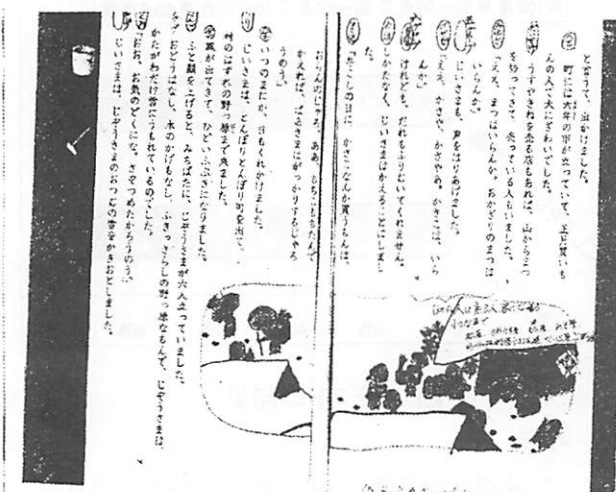 と言って、出かけました。
町には大年の市が立っていて、正月買いも
んの人で大にぎわいでした。
うすやきねを売る店もあれば、山からまつ
を切ってきて、売っている人もいました。
「ええ、まつはいらんか。おかざりのまつは
いらんか。」
じいさまも、声をはりあげました。
「ええ、かさや、かさやあ。かさこは、いら
んか。」
けれども、だれもふりむいてくれません。
しかたなく、じいさまはかえることにしまし
た。
「年こしの日に、かさこなんか買うもんは
おらんのじゃろ。ああ、もちこももたんで
かえれば、ばあさまはがっかりするじゃろ
うのう。」
いつのまにか、日もくれかけました。
じいさまは、とんぼりとんぼり町を出て、
村のはずれの野っ原まで来ました。
風が出てきて、ひどいふぶきになりました。
ふと顔を上げると、みちばたに、じぞうさまが六人立っていました。
おどうはなし、木のかげもなし、ふきっさらしの野っ原なもんで、じぞうさまは
かたがわだけ雪にうもれているのでした。
「おお、お気のどくにな。さぞつめたかろうのう。」
じいさまは、じぞうさまのおつむの雪をかきおとしました。